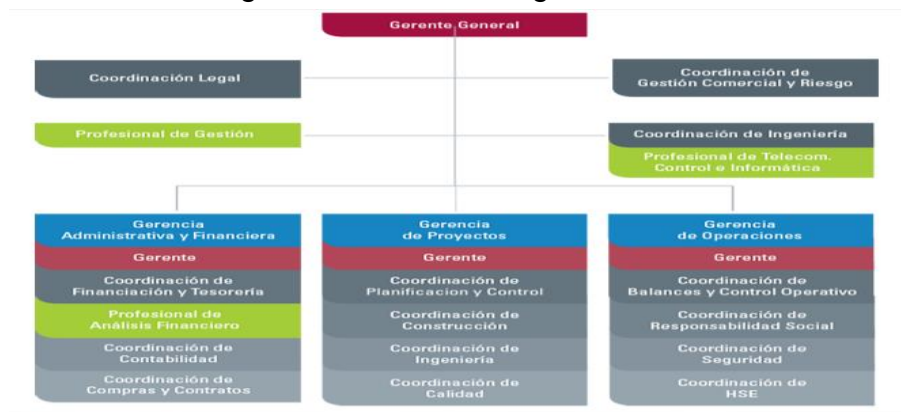 Gerente General
Coordinación Legal
Coordinación de
Gestión Comercial y Riesgo
Profesional de Gestión
Coordinación de Ingeniería
Profesional de Telecom.
Control e Informática
Gerencia
Administrativa y Financiera
Gerente
Coordinación de
Financiación y Tesorería
Profesional de
Análisis Financiero
Coordinación de
Contabilidad
Coordinación de
Compras y Contratos
Gerencia
de Proyectos
Gerente
Coordinación de
Planificacion y Control
Coordinación de
Construcción
Coordinación de
Ingeniería
Coordinación de
Calidad
Gerencia
de Operaciones
Gerente
Coordinación de
Balances y Control Operativo
Coordinación de
Responsabilidad Social
Coordinación de
Seguridad
Coordinación de
HSE